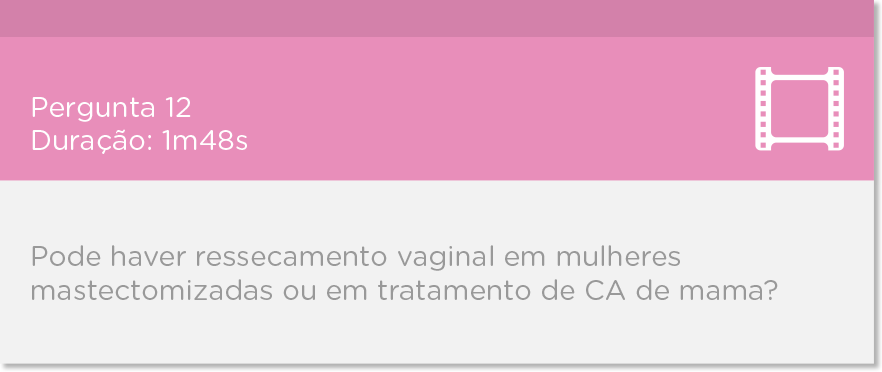 Pergunta 12
Duração: 1m48s
Pode haver ressecamento vaginal em mulheres
mastectomizadas ou em tratamento de CA de mama?